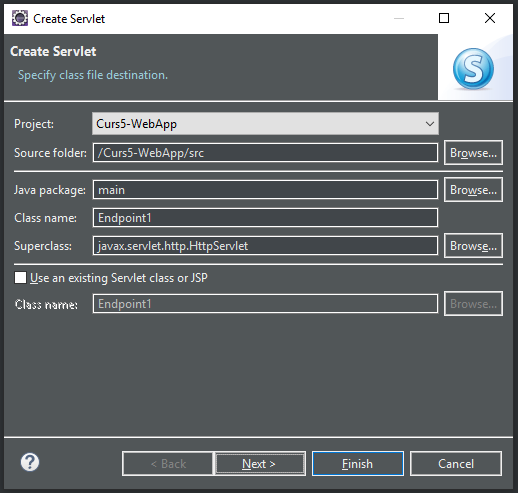 Create Servlet
Create Servlet
Specify class file destination.
S
Project: Curs5-WebApp
Source folder: /Curs5-WebApp/src Browse...
Java package: main Browse...
Class name: Endpoint1
Superclass: javax.servlet.http.HttpServlet Browse...
Use an existing Servlet class or JSP
Class name: Endpoint1 Browse...
? < Back Next > Finish Cancel